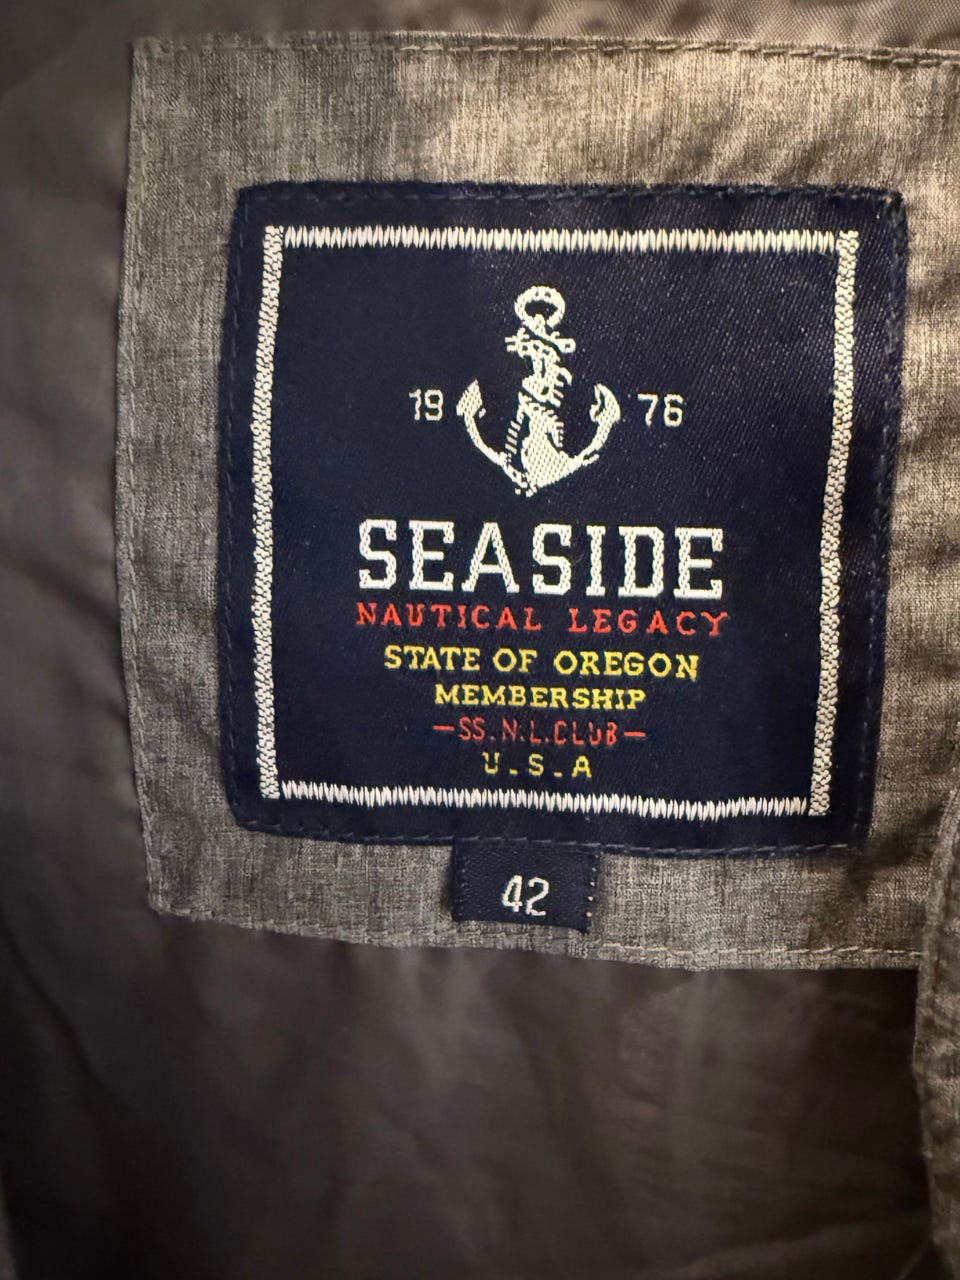 19 76
SEASIDE
NAUTICAL LEGACY
STATE OF OREGON
MEMBERSHIP
-SS.N.L.CLUB-
U.S.A
42